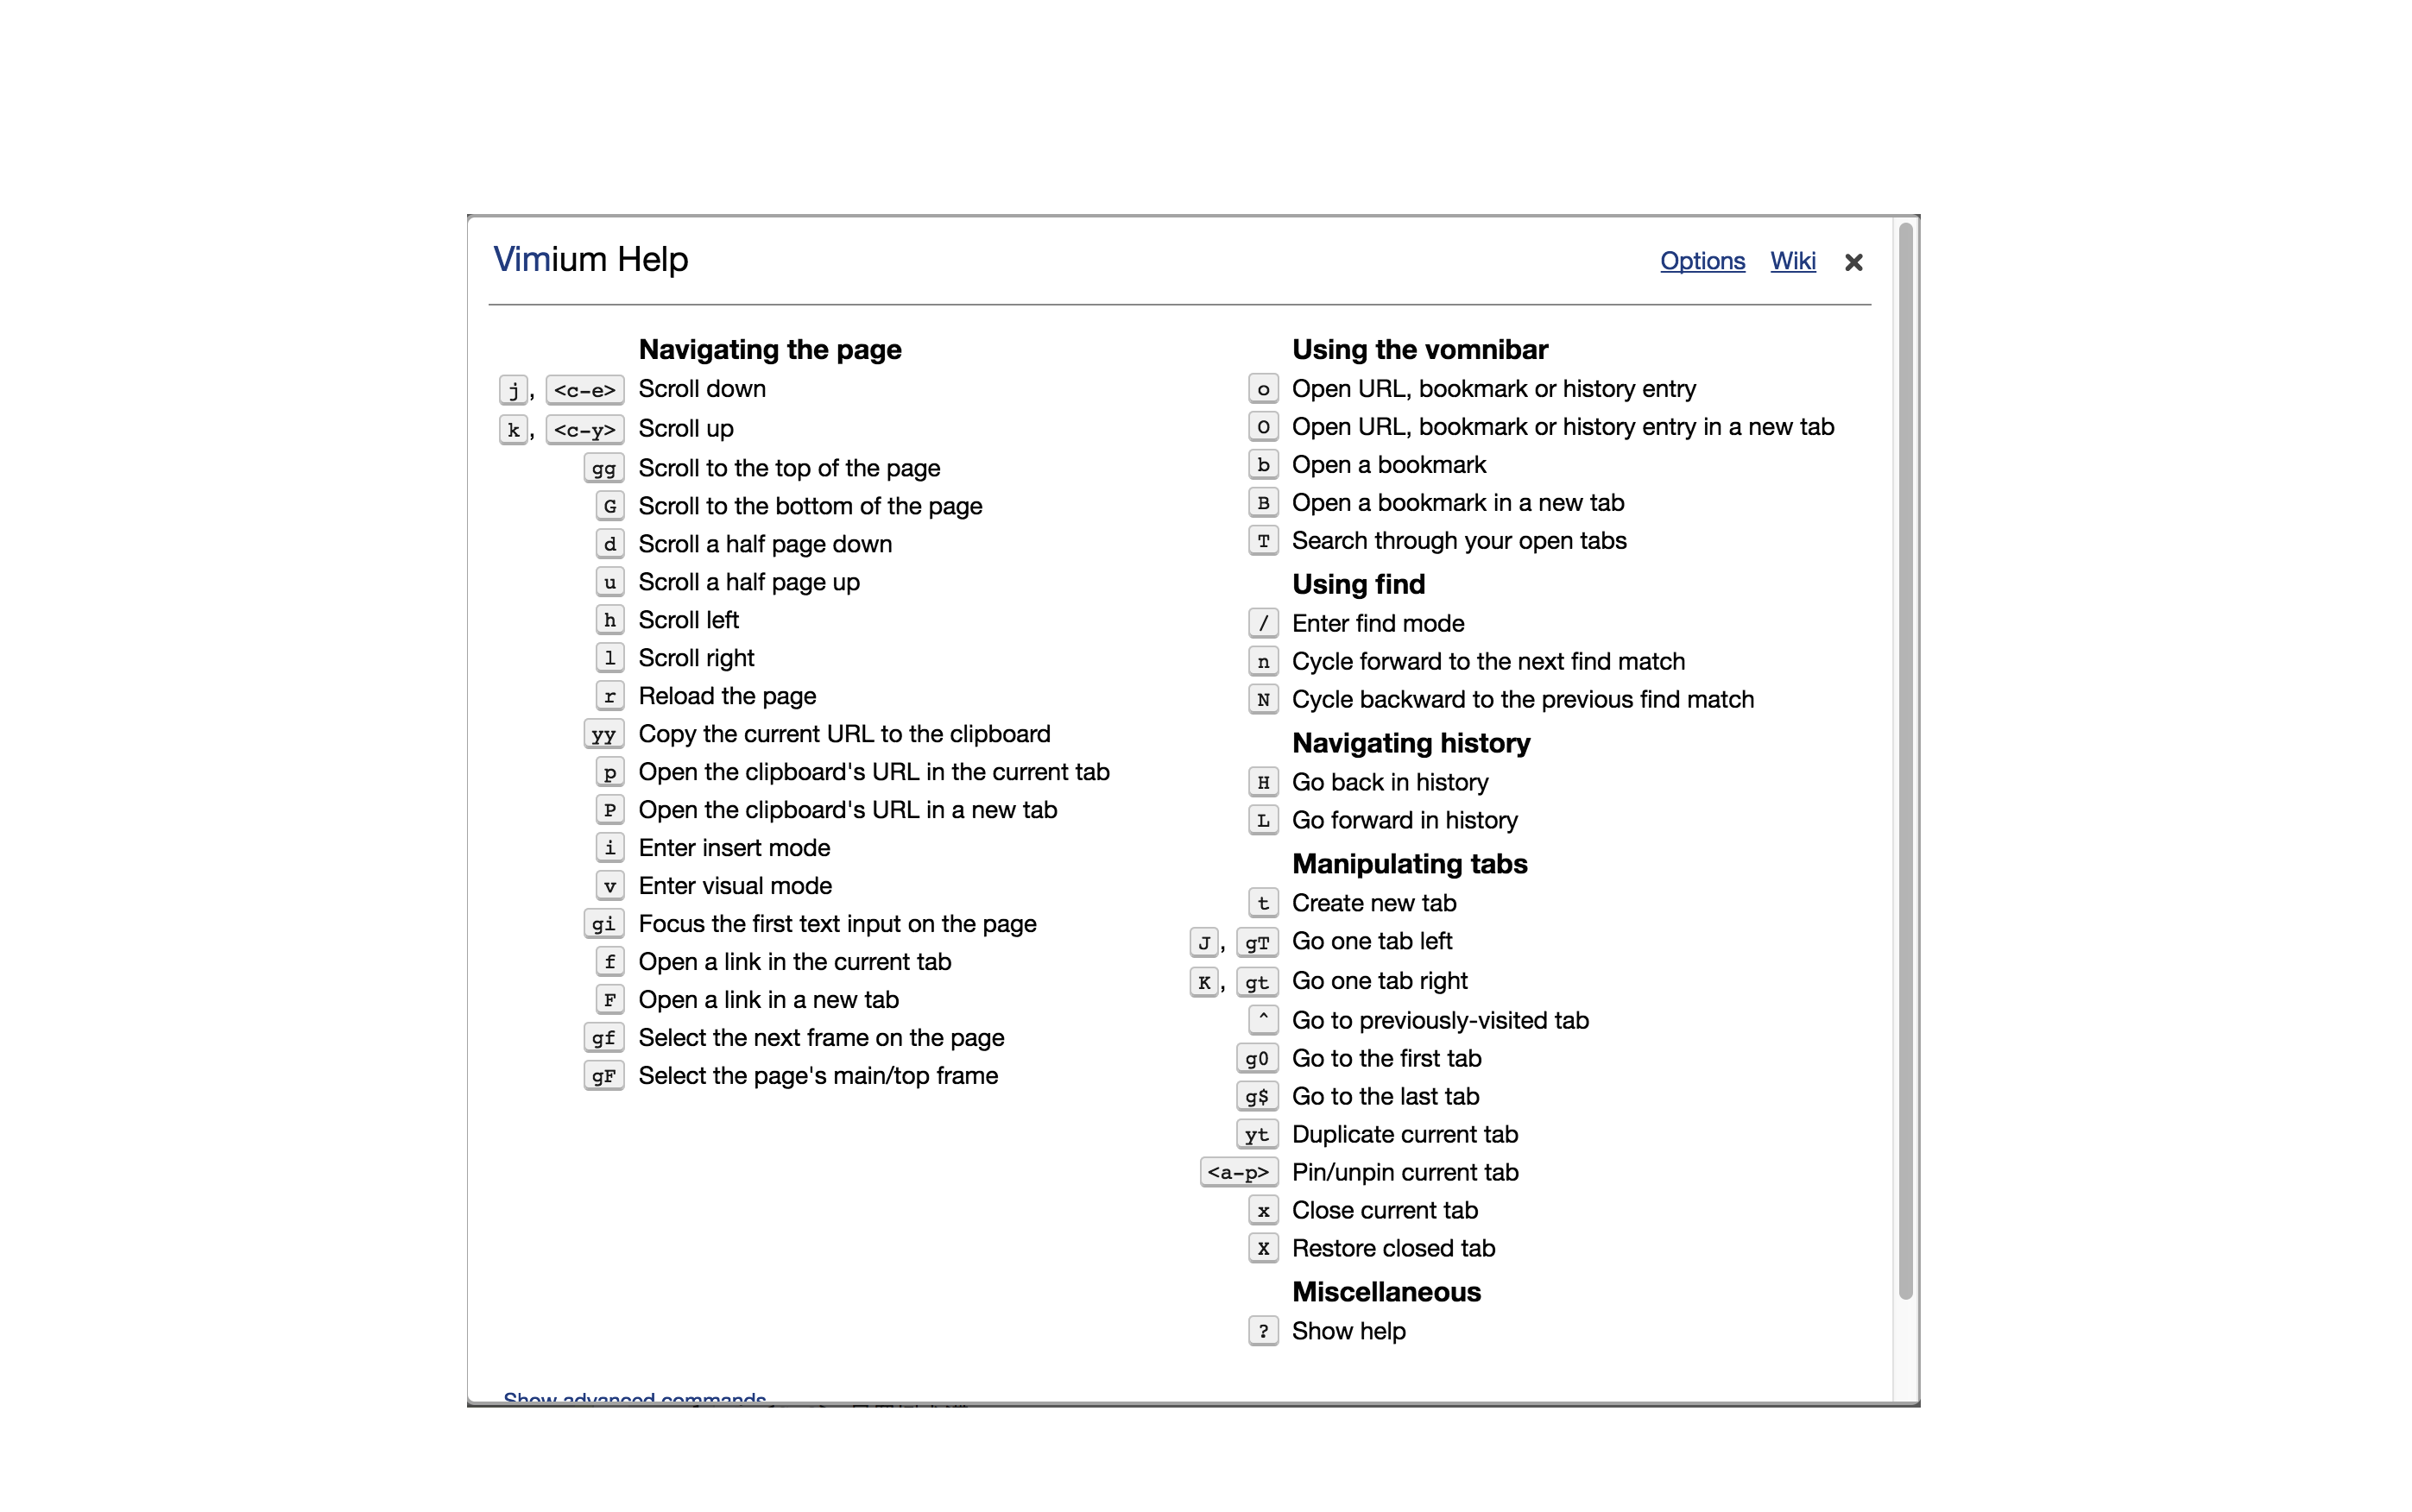 Vimium Help
Options Wiki ×
Navigating the page
j, <c-e> Scroll down
k, <c-y> Scroll up
gg Scroll to the top of the page
G Scroll to the bottom of the page
d Scroll a half page down
u Scroll a half page up
h Scroll left
l Scroll right
r Reload the page
yy Copy the current URL to the clipboard
p Open the clipboard's URL in the current tab
P Open the clipboard's URL in a new tab
i Enter insert mode
v Enter visual mode
gi Focus the first text input on the page
f Open a link in the current tab
F Open a link in a new tab
gf Select the next frame on the page
gF Select the page's main/top frame
Using the vomnibar
o Open URL, bookmark or history entry
O Open URL, bookmark or history entry in a new tab
b Open a bookmark
B Open a bookmark in a new tab
T Search through your open tabs
Using find
/ Enter find mode
n Cycle forward to the next find match
N Cycle backward to the previous find match
Navigating history
H Go back in history
L Go forward in history
Manipulating tabs
t Create new tab
J, gT Go one tab left
K, gt Go one tab right
^ Go to previously-visited tab
g0 Go to the first tab
g$ Go to the last tab
yt Duplicate current tab
<a-p> Pin/unpin current tab
x Close current tab
X Restore closed tab
Miscellaneous
? Show help
Show advanced commands